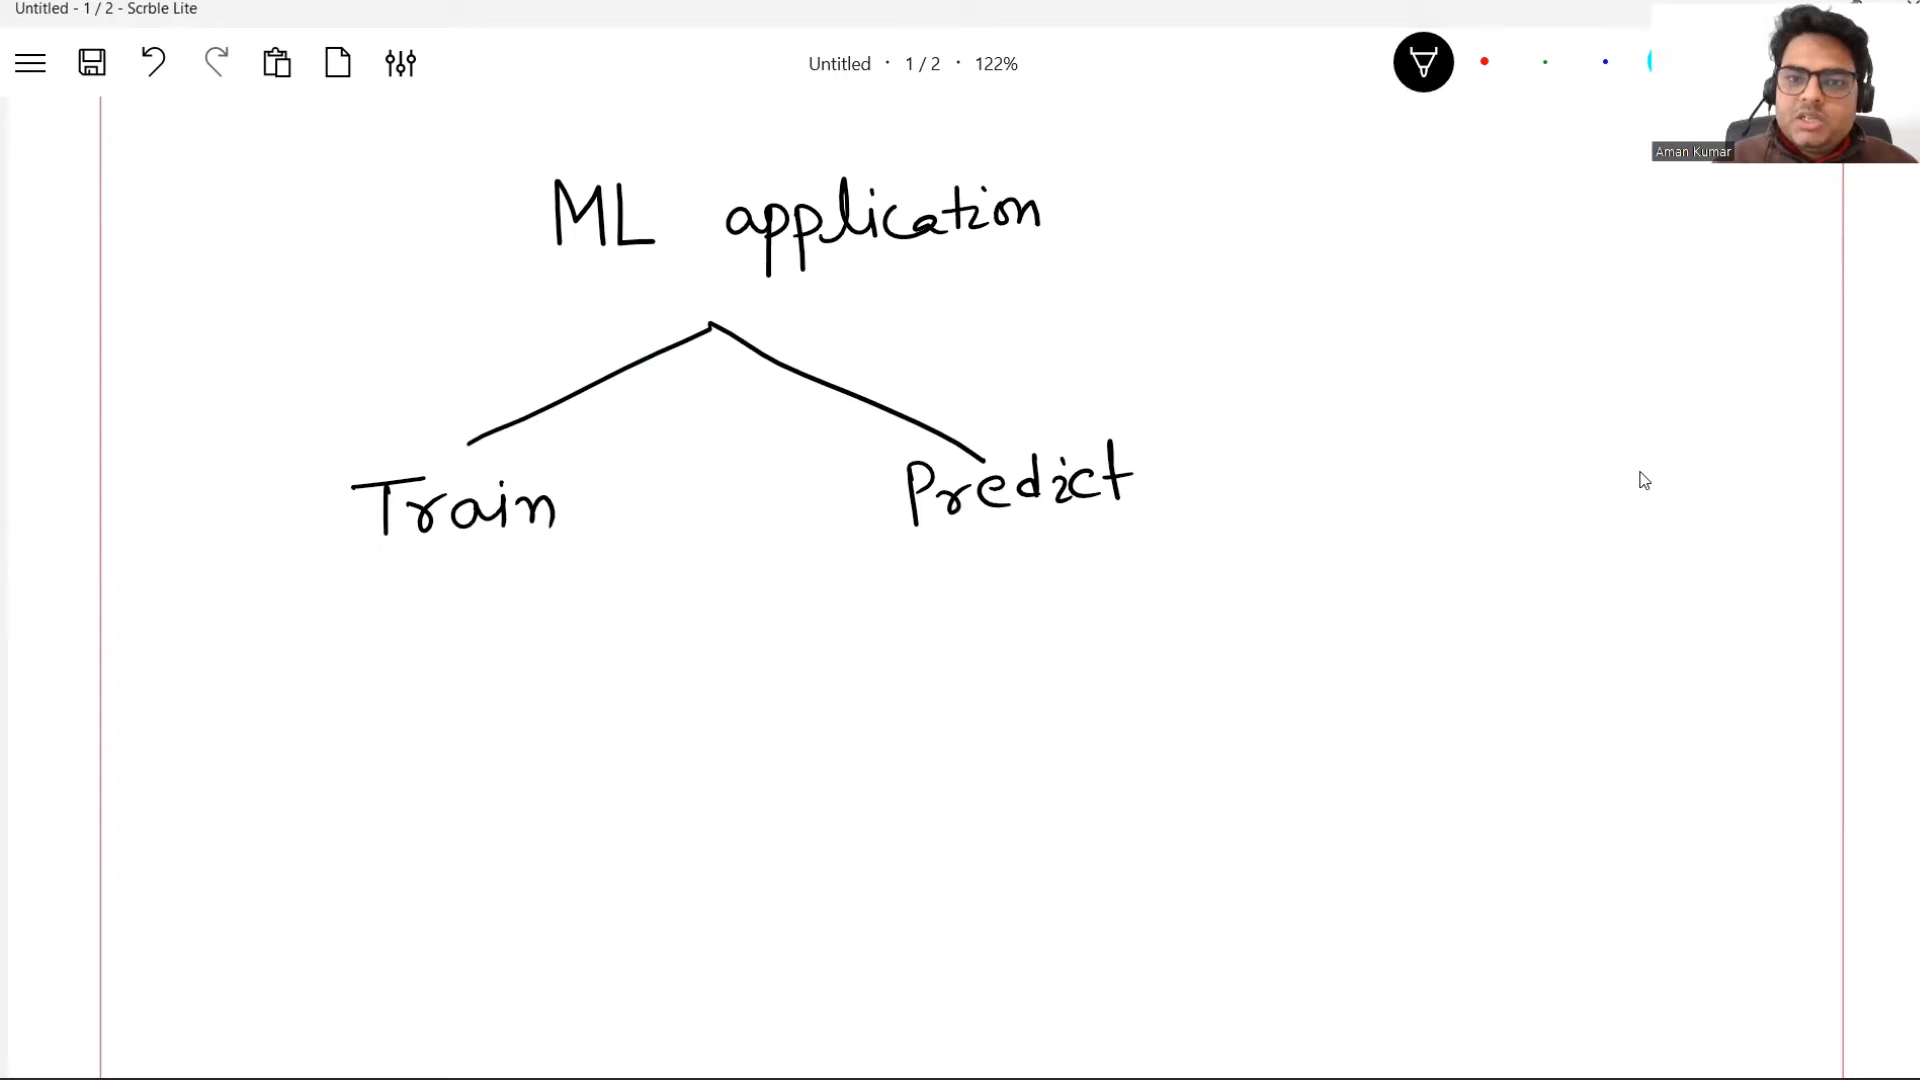 Untitled - 1 / 2 - Scrble Lite
Untitled · 1 / 2 · 122%
Aman Kumar
ML application
Train
Predict